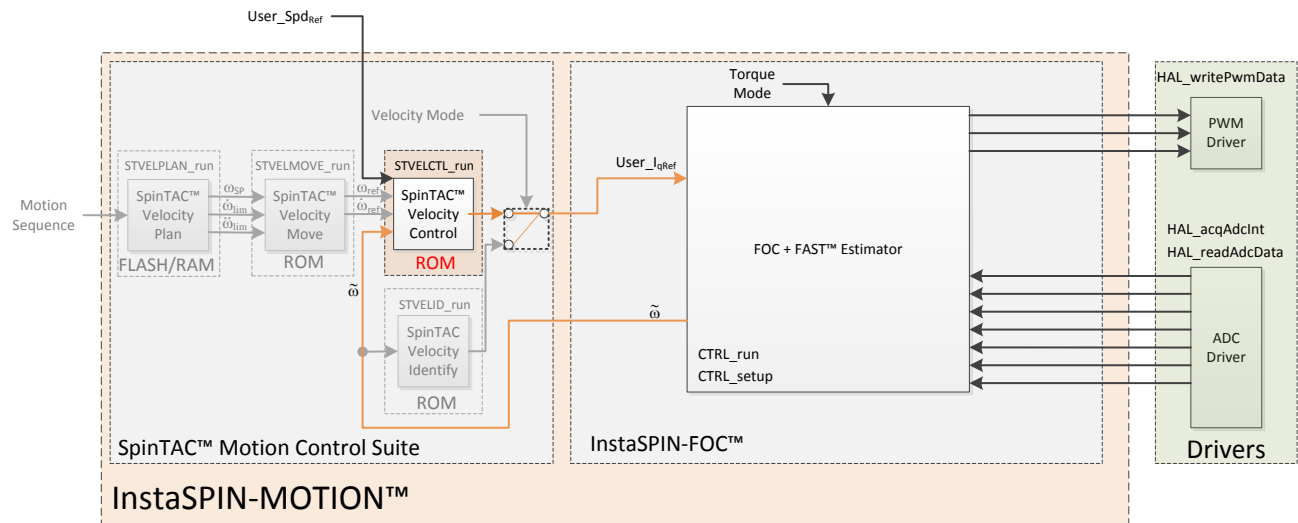 User_SpdRef
Torque
Mode
HAL_writePwmData
PWM
Driver
Velocity Mode
STVELPLAN_run
STVELMOVE_run
STVELCTL_run
User_IqRef
Motion
Sequence
SpinTAC™
Velocity
Plan
ωSP
ω̇lim
ω̈lim
SpinTAC™
Velocity
Move
ωref
ω̇ref
SpinTAC™
Velocity
Control
FLASH/RAM
ROM
ROM
FOC + FAST™ Estimator
HAL_acqAdcInt
HAL_readAdcData
ω̃
STVELID_run
SpinTAC
Velocity
Identify
ROM
ω̃
CTRL_run
CTRL_setup
ADC
Driver
SpinTAC™ Motion Control Suite
InstaSPIN-FOC™
Drivers
InstaSPIN-MOTION™